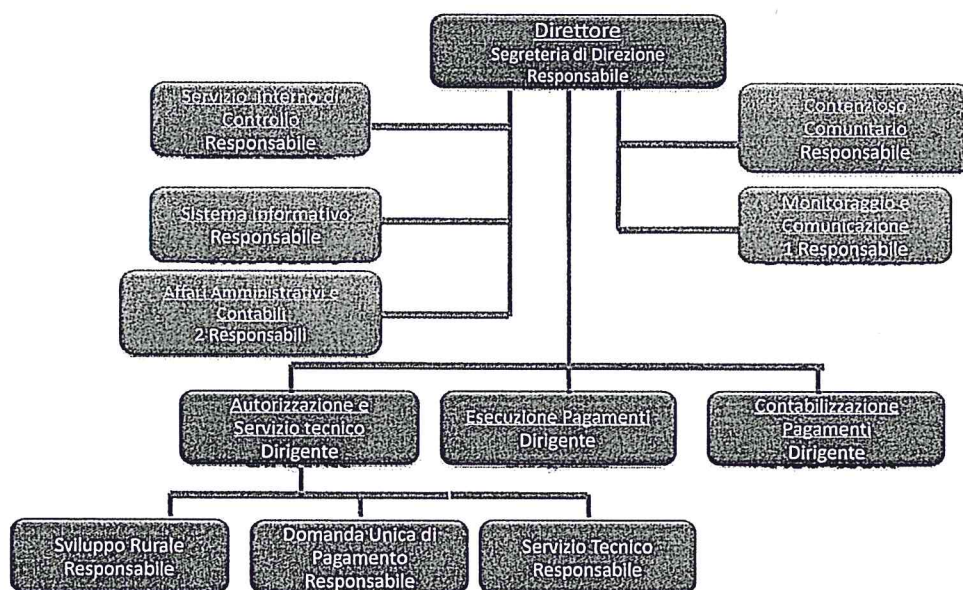 Direttore
Segreteria di Direzione
Responsabile
Servizio Interno di
Controllo
Responsabile
Contenzioso
Comunitario
Responsabile
Sistema Informativo
Responsabile
Monitoraggio e
Comunicazione
1 Responsabile
Affari Amministrativi e
Contabili
2 Responsabili
Autorizzazione e
Servizio tecnico
Dirigente
Esecuzione Pagamenti
Dirigente
Contabilizzazione
Pagamenti
Dirigente
Sviluppo Rurale
Responsabile
Domanda Unica di
Pagamento
Responsabile
Servizio Tecnico
Responsabile